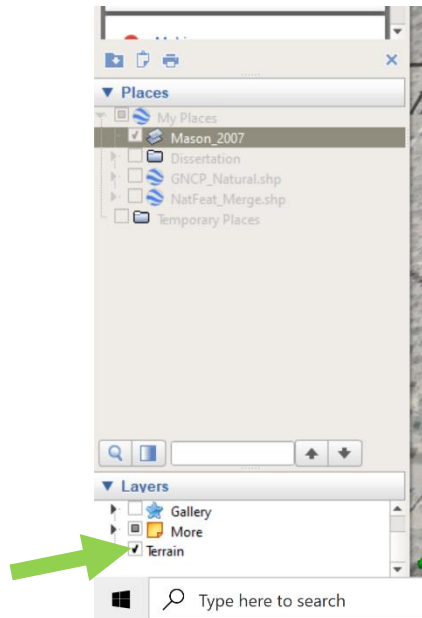 Places
My Places
Mason_2007
Dissertation
GNCP_Natural.shp
NatFeat_Merge.shp
Temporary Places
Layers
Gallery
More
Terrain
Type here to search